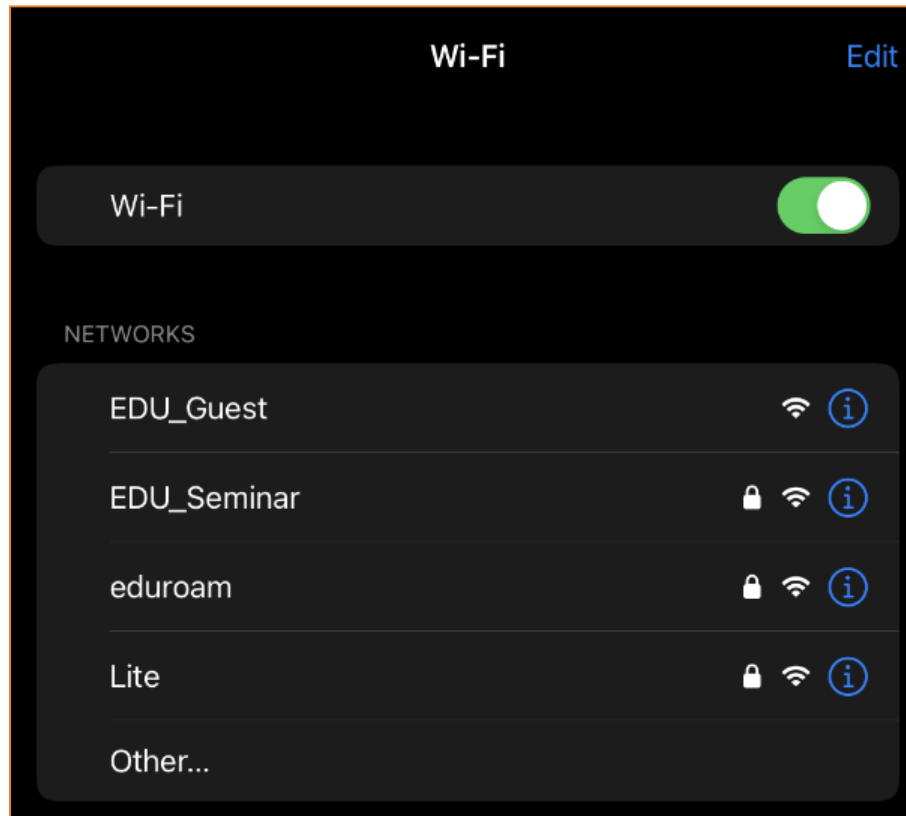 Wi-Fi Edit
Wi-Fi
NETWORKS
EDU_Guest
EDU_Seminar
eduroam
Lite
Other...